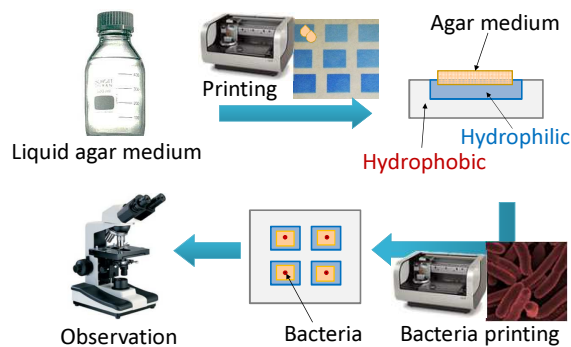 Agar medium
Printing
Hydrophilic
Liquid agar medium
Hydrophobic
Observation
Bacteria
Bacteria printing